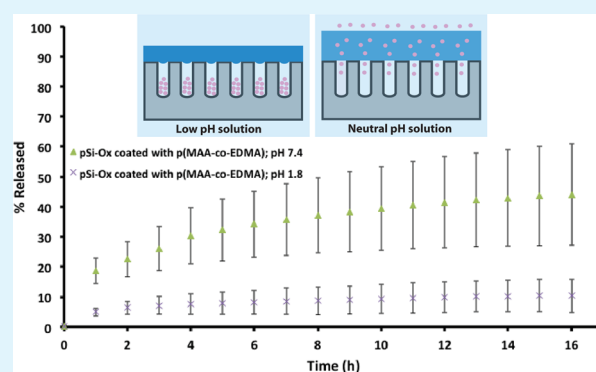 Low pH solution
Neutral pH solution
pSi-Ox coated with p(MAA-co-EDMA); pH 7.4
pSi-Ox coated with p(MAA-co-EDMA); pH 1.8
% Released
100
90
80
70
60
50
40
30
20
10
0
0 2 4 6 8 10 12 14 16
Time (h)